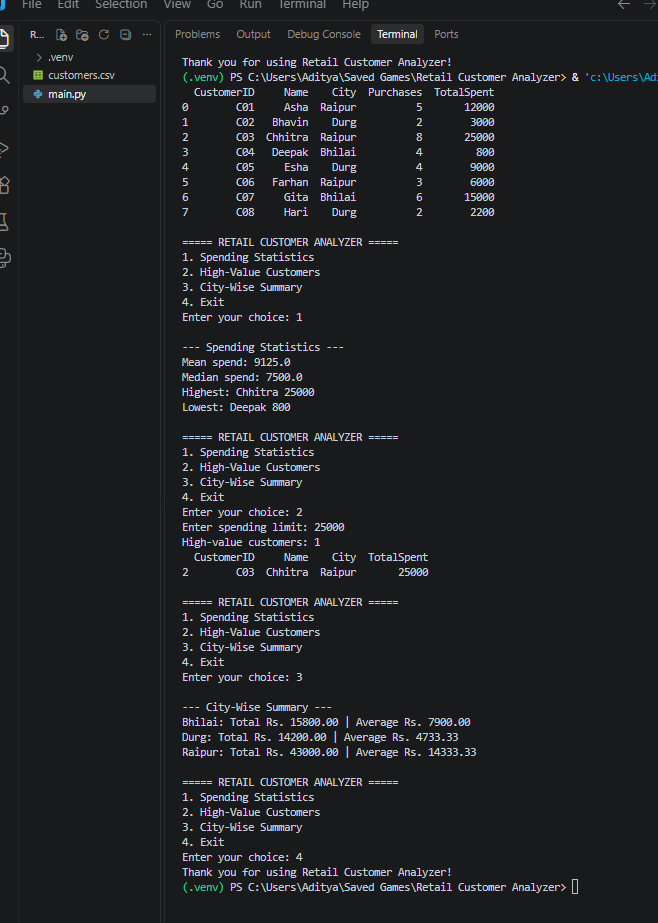 File Edit Selection View Go Run Terminal Help
R... ...
Problems Output Debug Console Terminal Ports
.venv
customers.csv
main.py
Thank you for using Retail Customer Analyzer!
(.venv) PS C:\Users\Aditya\Saved Games\Retail Customer Analyzer> & 'c:\Users\Adi
CustomerID Name City Purchases TotalSpent
0 C01 Asha Raipur 5 12000
1 C02 Bhavin Durg 2 3000
2 C03 Chhitra Raipur 8 25000
3 C04 Deepak Bhilai 4 800
4 C05 Esha Durg 4 9000
5 C06 Farhan Raipur 3 6000
6 C07 Gita Bhilai 6 15000
7 C08 Hari Durg 2 2200
===== RETAIL CUSTOMER ANALYZER =====
1. Spending Statistics
2. High-Value Customers
3. City-Wise Summary
4. Exit
Enter your choice: 1
--- Spending Statistics ---
Mean spend: 9125.0
Median spend: 7500.0
Highest: Chhitra 25000
Lowest: Deepak 800
===== RETAIL CUSTOMER ANALYZER =====
1. Spending Statistics
2. High-Value Customers
3. City-Wise Summary
4. Exit
Enter your choice: 2
Enter spending limit: 25000
High-value customers: 1
CustomerID Name City TotalSpent
2 C03 Chhitra Raipur 25000
===== RETAIL CUSTOMER ANALYZER =====
1. Spending Statistics
2. High-Value Customers
3. City-Wise Summary
4. Exit
Enter your choice: 3
--- City-Wise Summary ---
Bhilai: Total Rs. 15800.00 | Average Rs. 7900.00
Durg: Total Rs. 14200.00 | Average Rs. 4733.33
Raipur: Total Rs. 43000.00 | Average Rs. 14333.33
===== RETAIL CUSTOMER ANALYZER =====
1. Spending Statistics
2. High-Value Customers
3. City-Wise Summary
4. Exit
Enter your choice: 4
Thank you for using Retail Customer Analyzer!
(.venv) PS C:\Users\Aditya\Saved Games\Retail Customer Analyzer>